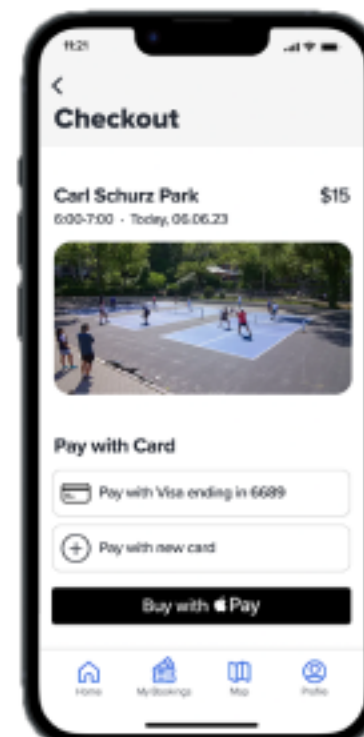 11:21
Checkout
Carl Schurz Park $15
6:00-7:00 - Today, 06.06.23
Pay with Card
Pay with Visa ending in 6689
Pay with new card
Buy with Pay
Home My Bookings Map Profile